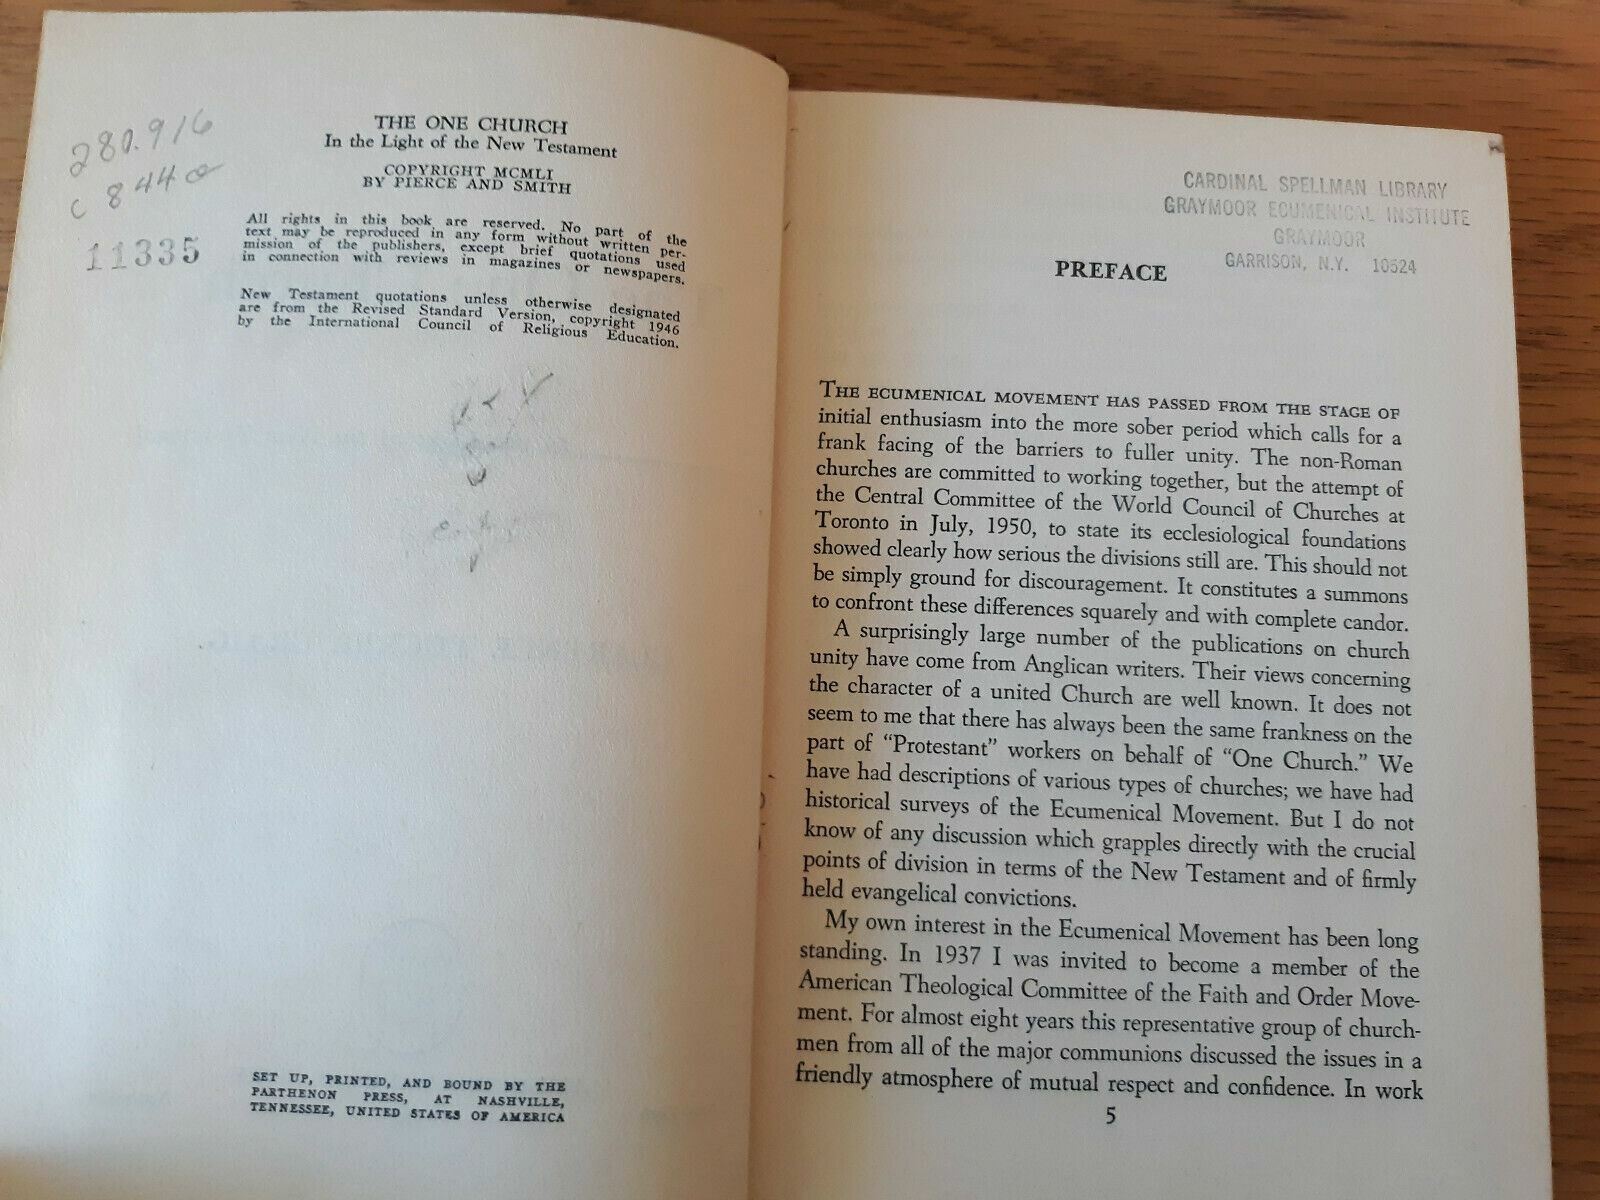 280.916
C 844o
11335
THE ONE CHURCH
In the Light of the New Testament
COPYRIGHT MCMLI
BY PIERCE AND SMITH
All rights in this book are reserved. No part of the
text may be reproduced in any form without written per-
mission of the publishers, except brief quotations used
in connection with reviews in magazines or newspapers.
New Testament quotations unless otherwise designated
are from the Revised Standard Version, copyright 1946
by the International Council of Religious Education.
SET UP, PRINTED, AND BOUND BY THE
PARTHENON PRESS, AT NASHVILLE,
TENNESSEE, UNITED STATES OF AMERICA
CARDINAL SPELLMAN LIBRARY
GRAYMOOR ECUMENICAL INSTITUTE
GRAYMOOR
GARRISON, N.Y. 10524
PREFACE
THE ECUMENICAL MOVEMENT HAS PASSED FROM THE STAGE OF
initial enthusiasm into the more sober period which calls for a
frank facing of the barriers to fuller unity. The non-Roman
churches are committed to working together, but the attempt of
the Central Committee of the World Council of Churches at
Toronto in July, 1950, to state its ecclesiological foundations
showed clearly how serious the divisions still are. This should not
be simply ground for discouragement. It constitutes a summons
to confront these differences squarely and with complete candor.
A surprisingly large number of the publications on church
unity have come from Anglican writers. Their views concerning
the character of a united Church are well known. It does not
seem to me that there has always been the same frankness on the
part of “Protestant” workers on behalf of “One Church.” We
have had descriptions of various types of churches; we have had
historical surveys of the Ecumenical Movement. But I do not
know of any discussion which grapples directly with the crucial
points of division in terms of the New Testament and of firmly
held evangelical convictions.
My own interest in the Ecumenical Movement has been long
standing. In 1937 I was invited to become a member of the
American Theological Committee of the Faith and Order Move-
ment. For almost eight years this representative group of church-
men from all of the major communions discussed the issues in a
friendly atmosphere of mutual respect and confidence. In work
5